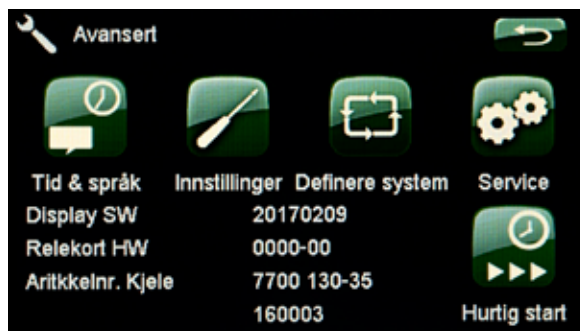 Avansert
Tid & språk Innstillinger Definere system Service
Display SW 20170209
Relekort HW 0000-00
Aritkkelnr. Kjele 7700 130-35
160003
Hurtig start